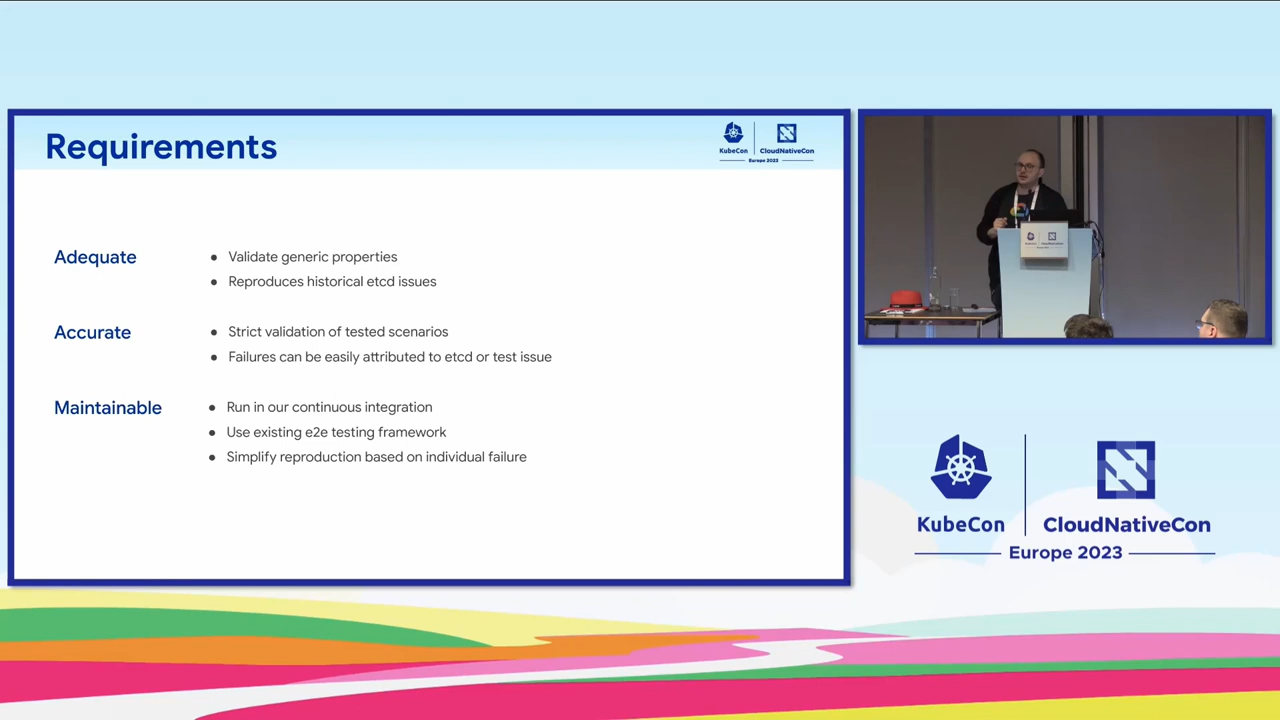 Requirements
KubeCon
CloudNativeCon
Europe 2023
Adequate
Validate generic properties
Reproduces historical etcd issues
Accurate
Strict validation of tested scenarios
Failures can be easily attributed to etcd or test issue
Maintainable
Run in our continuous integration
Use existing e2e testing framework
Simplify reproduction based on individual failure
KubeCon
CloudNativeCon
Europe 2023